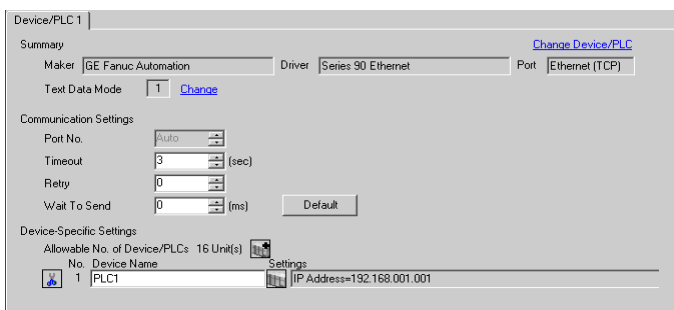 Device/PLC 1
Summary Change Device/PLC
Maker GE Fanuc Automation Driver Series 90 Ethernet Port Ethernet (TCP)
Text Data Mode 1 Change
Communication Settings
Port No. Auto
Timeout 3 (sec)
Retry 0
Wait To Send 0 (ms) Default
Device-Specific Settings
Allowable No. of Device/PLCs 16 Unit(s)
No. Device Name Settings
1 PLC1 IP Address=192.168.001.001